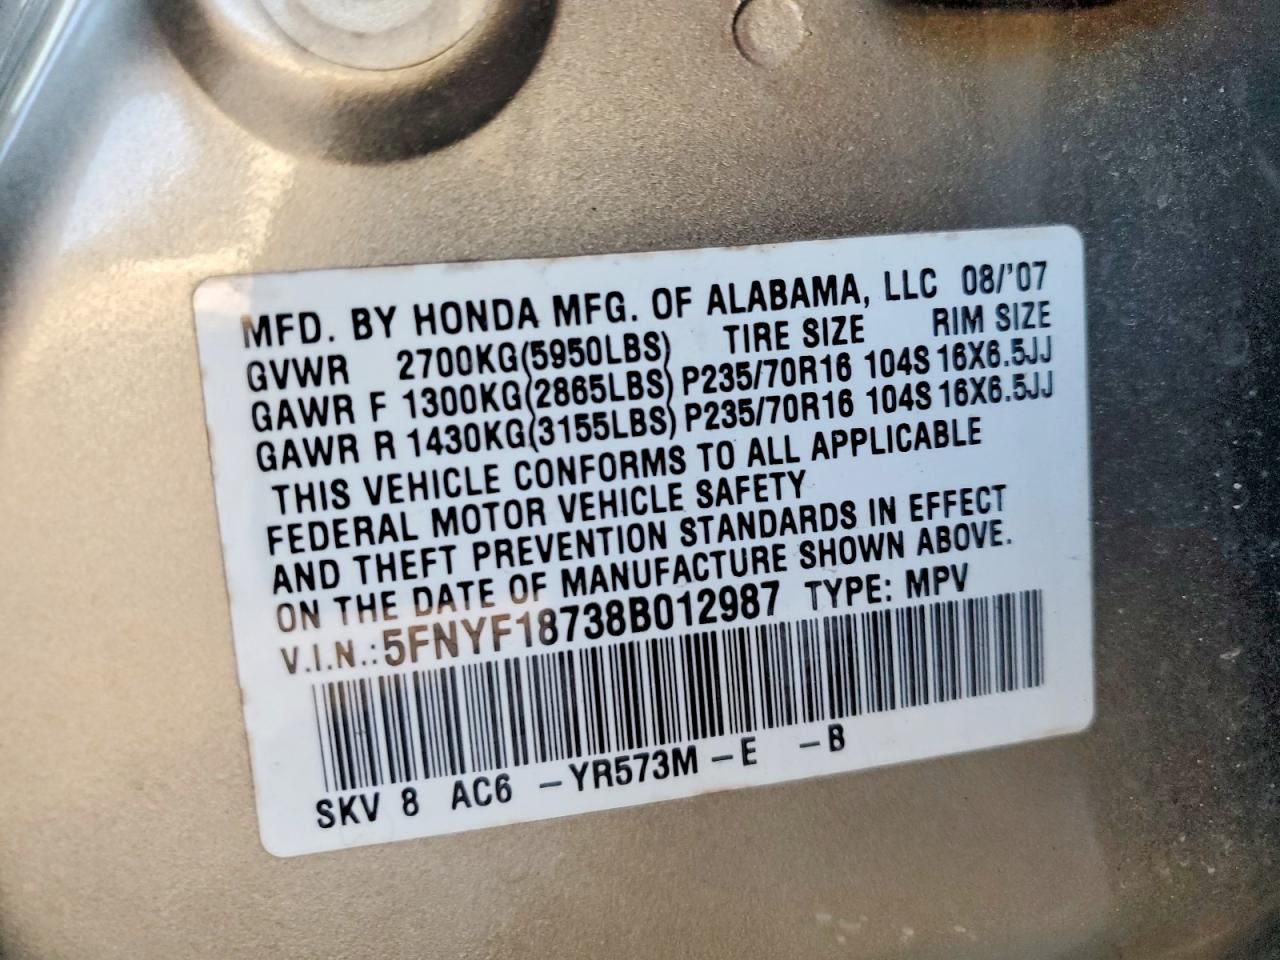 MFD. BY HONDA MFG. OF ALABAMA, LLC 08/'07
GVWR 2700KG(5950LBS) TIRE SIZE RIM SIZE
GAWR F 1300KG(2865LBS) P235/70R16 104S 16X6.5JJ
GAWR R 1430KG(3155LBS) P235/70R16 104S 16X6.5JJ
THIS VEHICLE CONFORMS TO ALL APPLICABLE
FEDERAL MOTOR VEHICLE SAFETY
AND THEFT PREVENTION STANDARDS IN EFFECT
ON THE DATE OF MANUFACTURE SHOWN ABOVE.
V.I.N.: 5FNYF18738B012987 TYPE: MPV
SKV 8 AC6 -YR573M -E -B